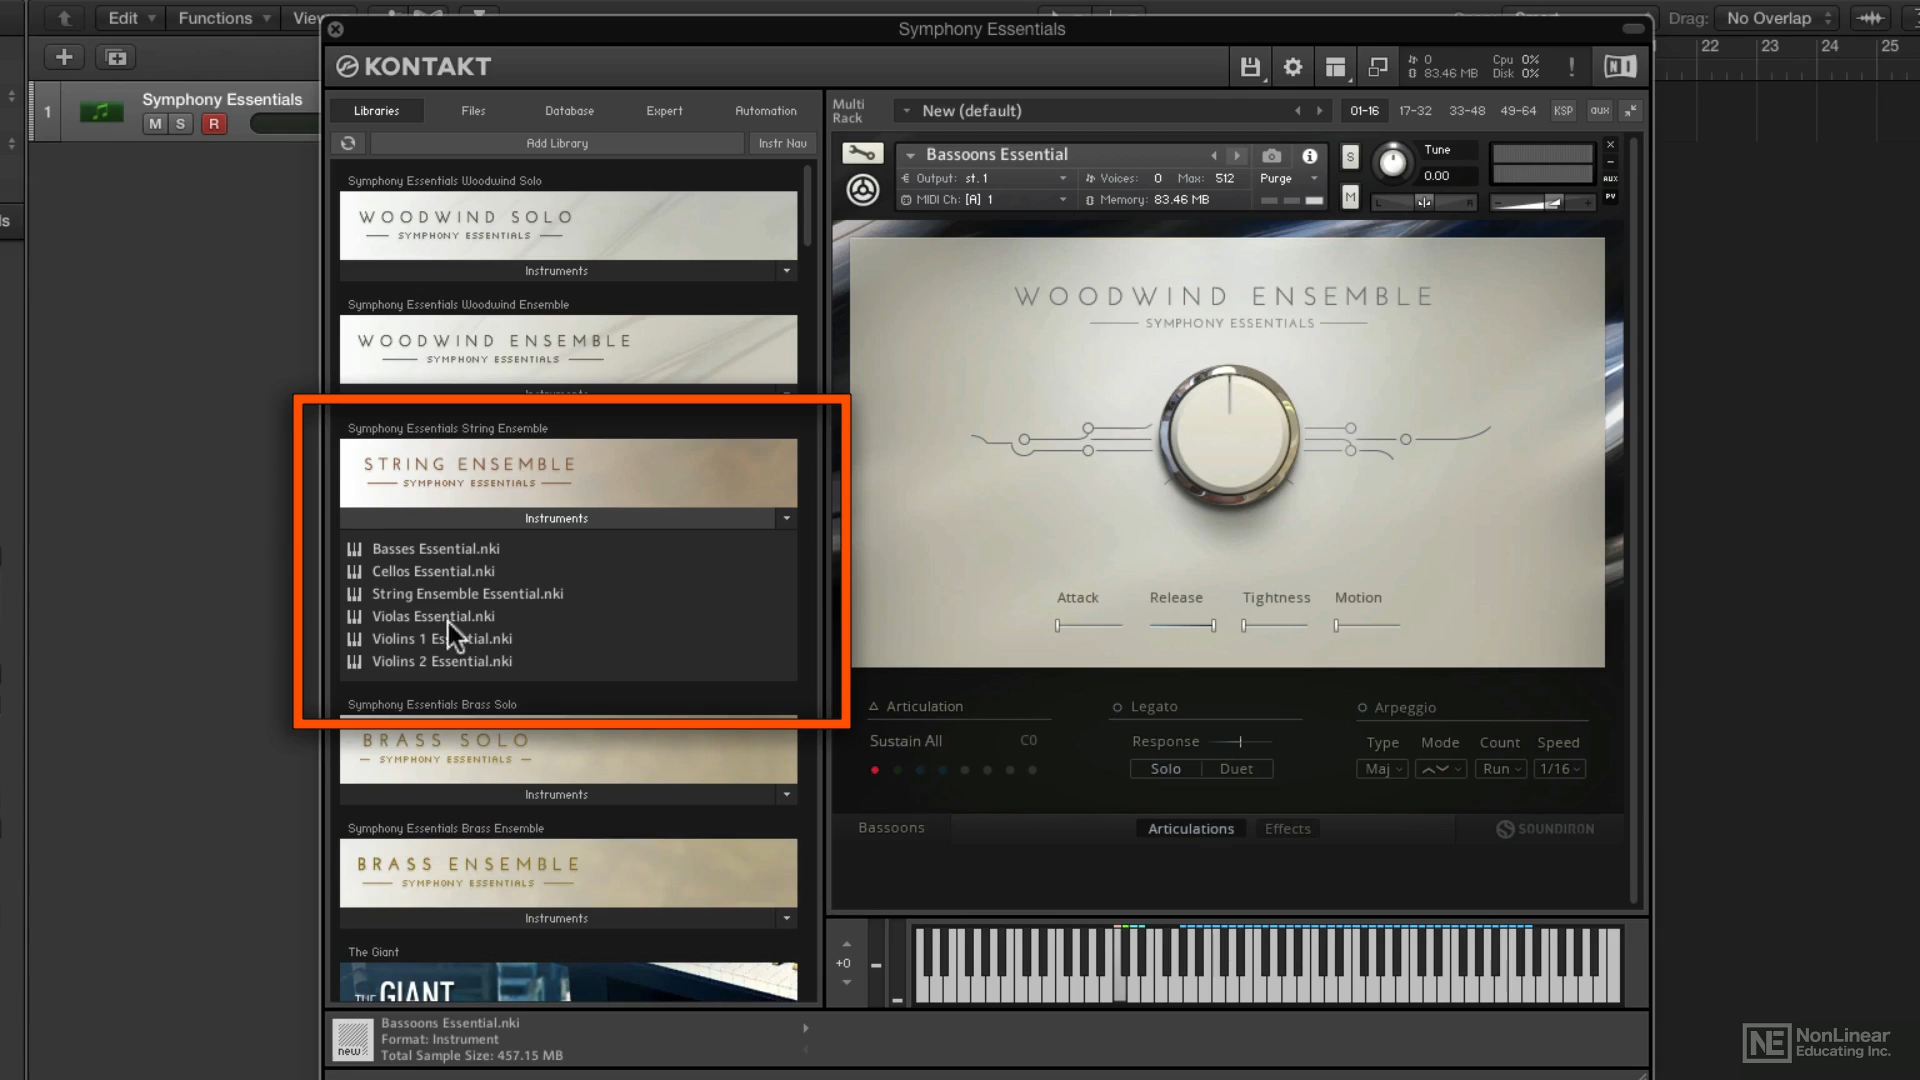 Edit
Functions
View
Symphony Essentials
Drag:
No Overlap
22
23
24
25
1
Symphony Essentials
M
S
R
KONTAKT
0
83.46 MB
Cpu 0%
Disk 0%
!
NI
Libraries
Files
Database
Expert
Automation
Add Library
Instr Nav
Multi
Rack
New (default)
01-16
17-32
33-48
49-64
KSP
aux
Symphony Essentials Woodwind Solo
WOODWIND SOLO
SYMPHONY ESSENTIALS
Instruments
Symphony Essentials Woodwind Ensemble
WOODWIND ENSEMBLE
SYMPHONY ESSENTIALS
Symphony Essentials String Ensemble
STRING ENSEMBLE
SYMPHONY ESSENTIALS
Instruments
Basses Essential.nki
Cellos Essential.nki
String Ensemble Essential.nki
Violas Essential.nki
Violins 1 Essential.nki
Violins 2 Essential.nki
Symphony Essentials Brass Solo
BRASS SOLO
SYMPHONY ESSENTIALS
Instruments
Symphony Essentials Brass Ensemble
BRASS ENSEMBLE
SYMPHONY ESSENTIALS
Instruments
The Giant
THE GIANT
Bassoons Essential
Output: st. 1
Voices: 0 Max: 512
Purge
MIDI Ch: [A] 1
Memory: 83.46 MB
S
M
Tune
0.00
L
R
AUX
PV
WOODWIND ENSEMBLE
SYMPHONY ESSENTIALS
Attack
Release
Tightness
Motion
Articulation
Sustain All
C0
Legato
Response
Solo
Duet
Arpeggio
Type
Mode
Count
Speed
Maj
Run
1/16
Bassoons
Articulations
Effects
SOUNDIRON
+0
new
Bassoons Essential.nki
Format: Instrument
Total Sample Size: 457.15 MB
NE
NonLinear
Educating Inc.